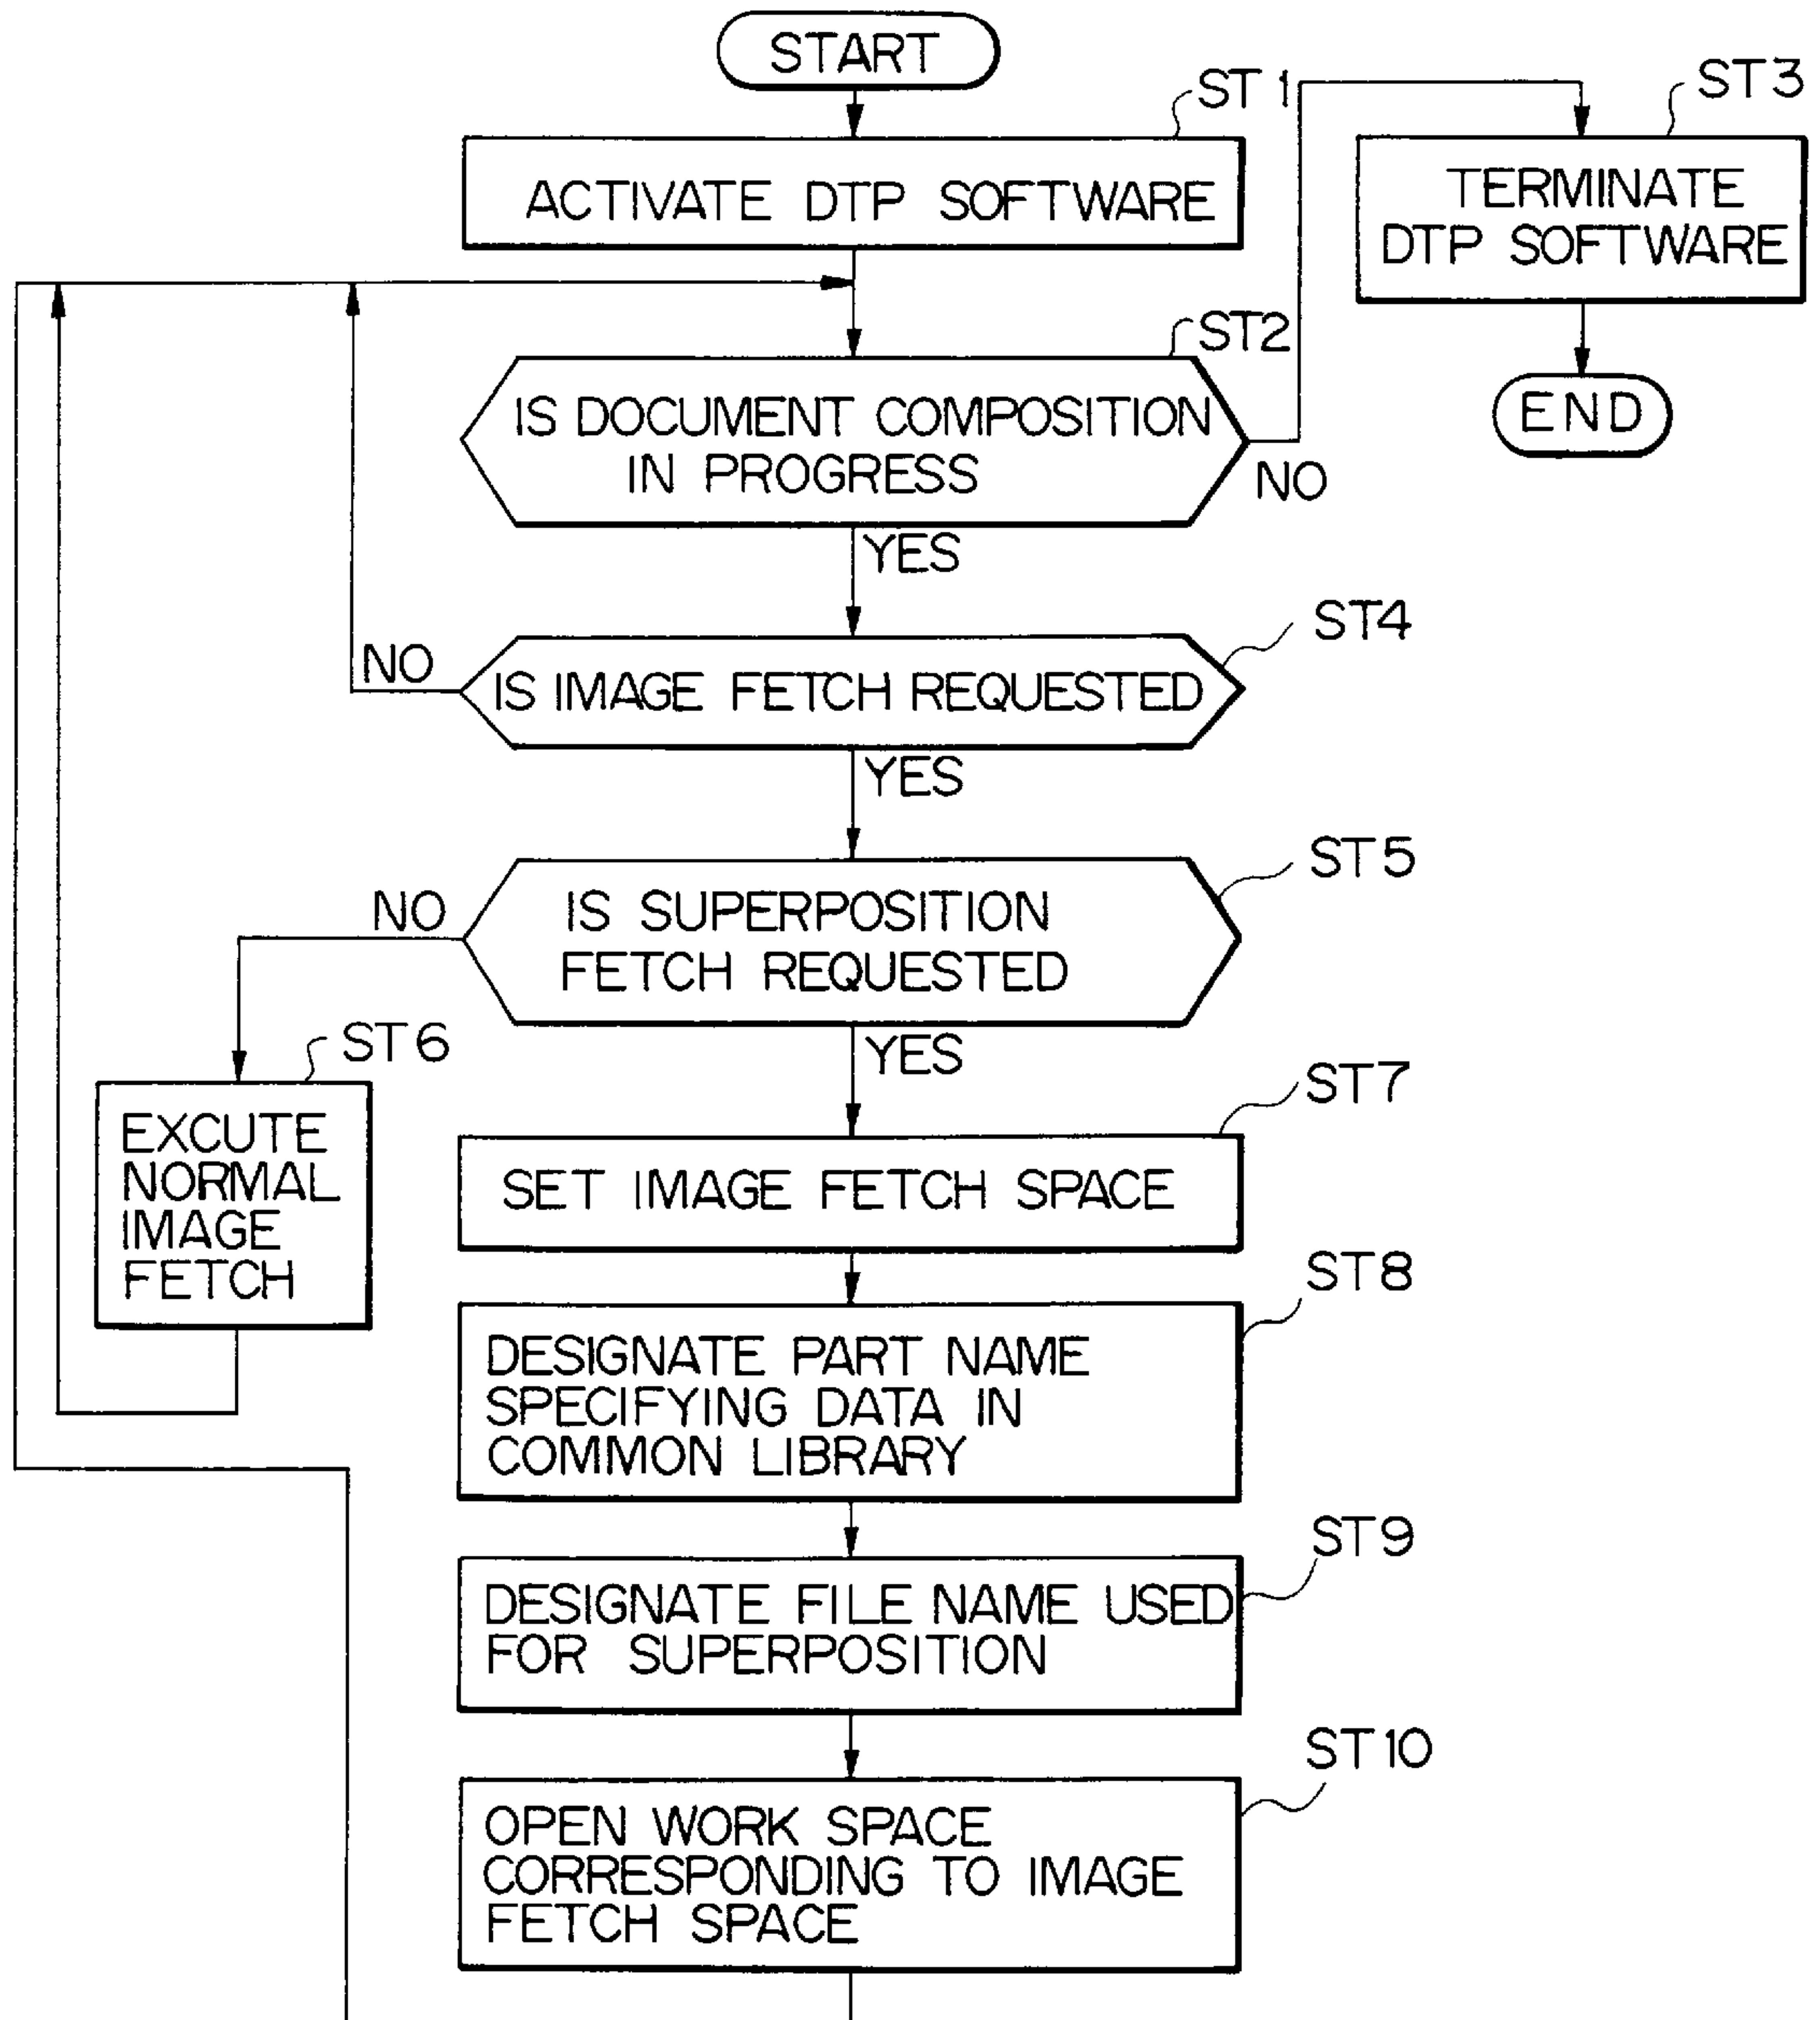 START
ST1
ACTIVATE DTP SOFTWARE
ST3
TERMINATE
DTP SOFTWARE
END
ST2
IS DOCUMENT COMPOSITION
IN PROGRESS
NO
YES
ST4
NO
IS IMAGE FETCH REQUESTED
YES
ST5
NO
IS SUPERPOSITION
FETCH REQUESTED
YES
ST6
EXCUTE
NORMAL
IMAGE
FETCH
ST7
SET IMAGE FETCH SPACE
ST8
DESIGNATE PART NAME
SPECIFYING DATA IN
COMMON LIBRARY
ST9
DESIGNATE FILE NAME USED
FOR SUPERPOSITION
ST10
OPEN WORK SPACE
CORRESPONDING TO IMAGE
FETCH SPACE